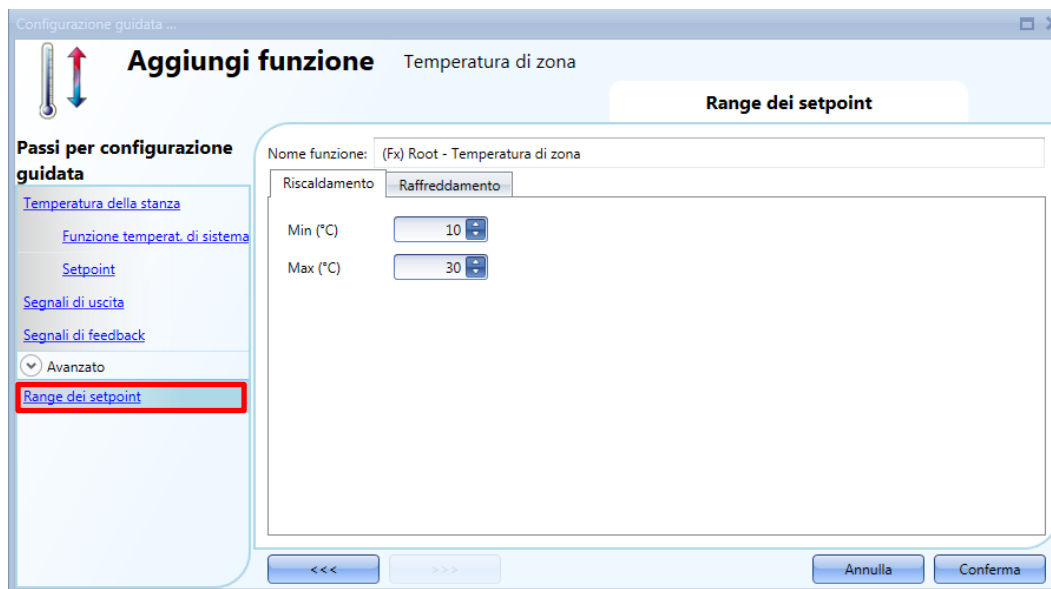 Configurazione guidata ...
Aggiungi funzione Temperatura di zona
Range dei setpoint
Passi per configurazione
guidata
Temperatura della stanza
Funzione temperat. di sistema
Setpoint
Segnali di uscita
Segnali di feedback
Avanzato
Range dei setpoint
Nome funzione: (Fx) Root - Temperatura di zona
Riscaldamento Raffreddamento
Min (°C) 10
Max (°C) 30
<<< >>> Annulla Conferma